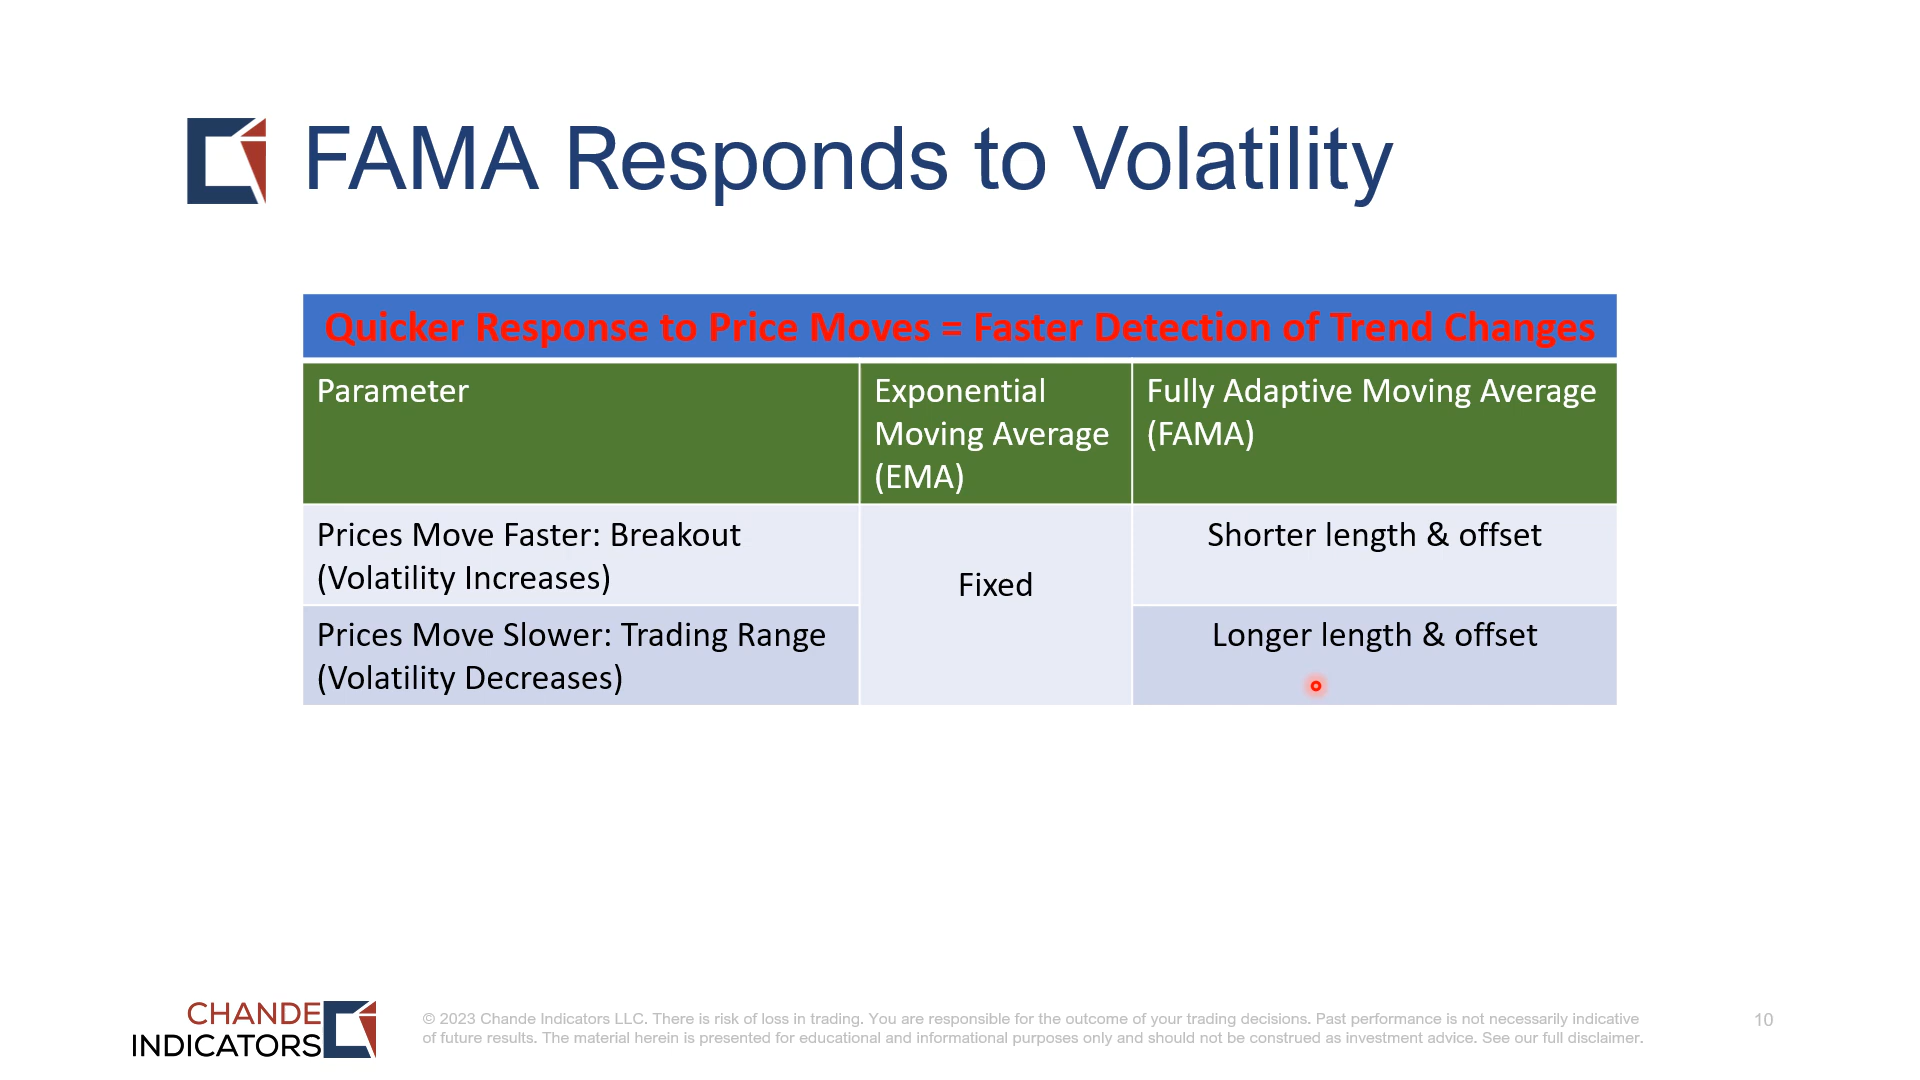 FAMA Responds to Volatility
Quicker Response to Price Moves = Faster Detection of Trend Changes
Parameter
Exponential
Moving Average
(EMA)
Fully Adaptive Moving Average
(FAMA)
Prices Move Faster: Breakout
(Volatility Increases)
Fixed
Shorter length & offset
Prices Move Slower: Trading Range
(Volatility Decreases)
Longer length & offset
CHANDE
INDICATORS
© 2023 Chande Indicators LLC. There is risk of loss in trading. You are responsible for the outcome of your trading decisions. Past performance is not necessarily indicative
of future results. The material herein is presented for educational and informational purposes only and should not be construed as investment advice. See our full disclaimer.
10